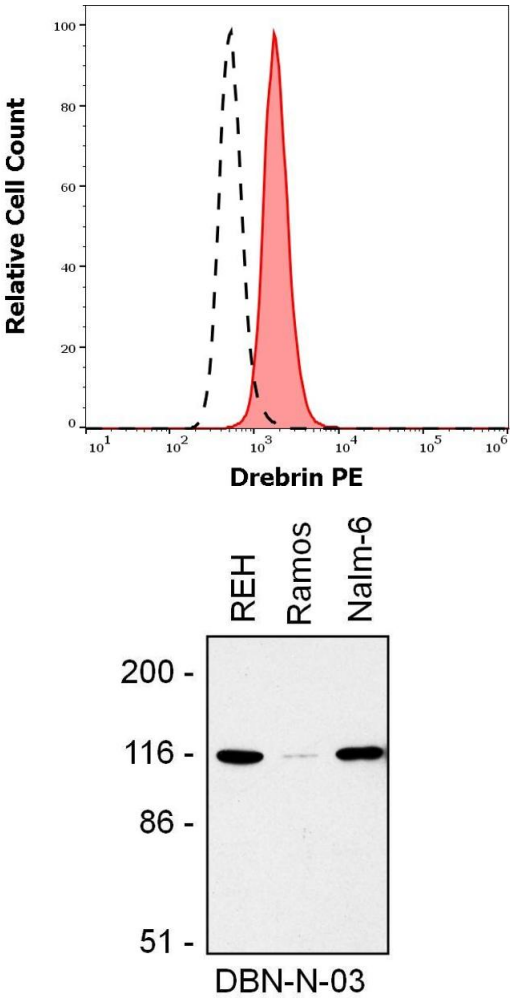 Relative Cell Count
100
80
60
40
20
0
10¹ 10² 10³ 10⁴ 10⁵ 10⁶
Drebrin PE
REH Ramos Nalm-6
200 -
116 -
86 -
51 -
DBN-N-03